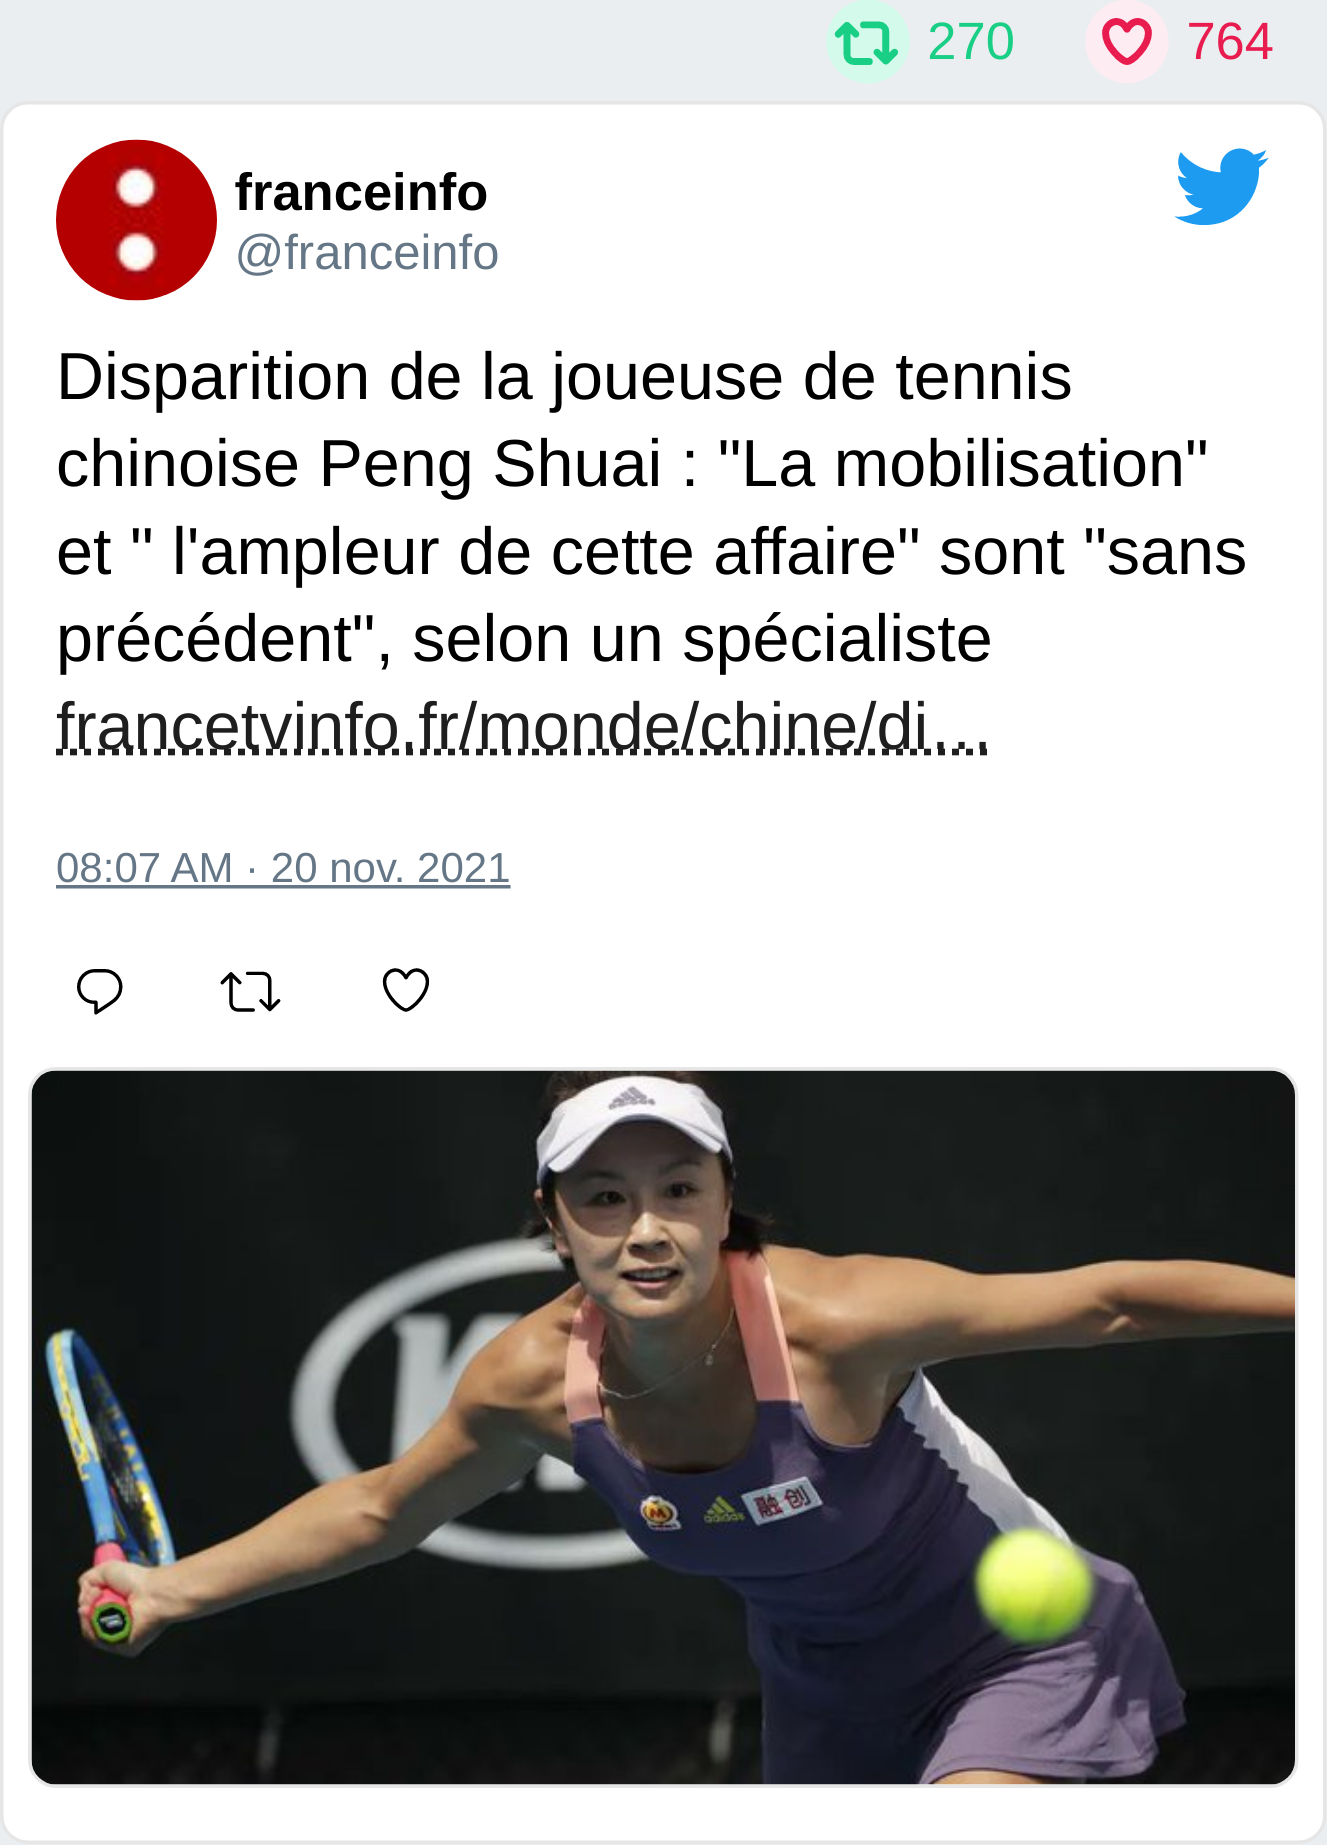 270 764
franceinfo
@franceinfo
Disparition de la joueuse de tennis
chinoise Peng Shuai : "La mobilisation"
et " l'ampleur de cette affaire" sont "sans
précédent", selon un spécialiste
francetvinfo.fr/monde/chine/di…
08:07 AM · 20 nov. 2021
adidas
M
adidas
融创